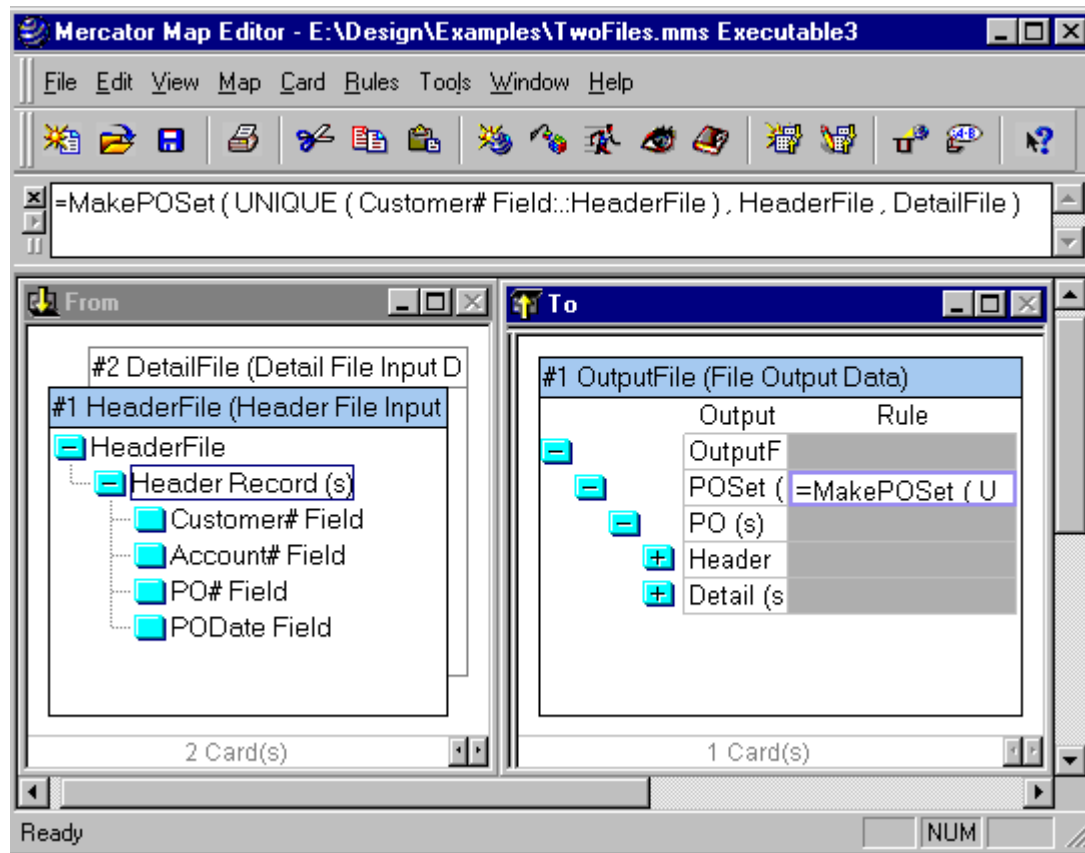 Mercator Map Editor - E:\Design\Examples\TwoFiles.mms Executable3
File Edit View Map Card Rules Tools Window Help
=MakePOSet ( UNIQUE ( Customer# Field:.:HeaderFile ) , HeaderFile , DetailFile )
From
#2 DetailFile (Detail File Input D
#1 HeaderFile (Header File Input
HeaderFile
Header Record (s)
Customer# Field
Account# Field
PO# Field
PODate Field
2 Card(s)
To
#1 OutputFile (File Output Data)
Output Rule
OutputF
POSet ( =MakePOSet ( U
PO (s)
Header
Detail (s
1 Card(s)
Ready NUM